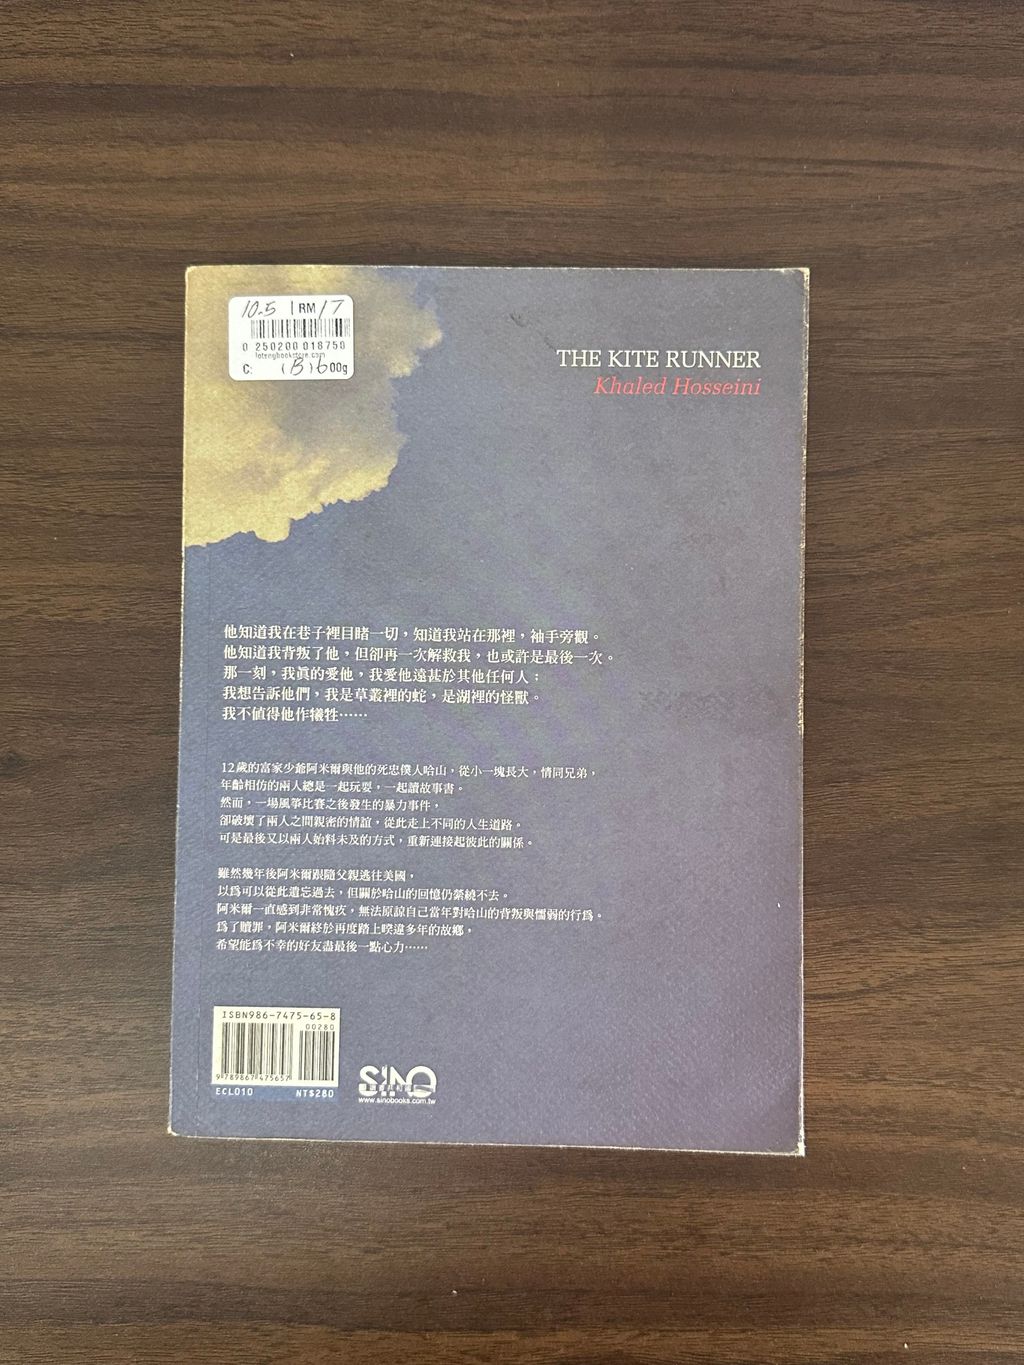 10.5 RM 17
0 250200 018750
lotengbookstore.com
C: (B) 600g
THE KITE RUNNER
Khaled Hosseini
他知道我在巷子裡目睹一切，知道我站在那裡，袖手旁觀。
他知道我背叛了他，但卻再一次解救我，也或許是最後一次。
那一刻，我真的愛他，我愛他遠甚於其他任何人；
我想告訴他們，我是草叢裡的蛇，是湖裡的怪獸。
我不值得他作犧牲……
12歲的富家少爺阿米爾與他的死忠僕人哈山，從小一塊長大，情同兄弟，
年齡相仿的兩人總是一起玩耍，一起讀故事書。
然而，一場風箏比賽之後發生的暴力事件，
卻破壞了兩人之間親密的情誼，從此走上不同的人生道路。
可是最後又以兩人始料未及的方式，重新連接起彼此的關係。
雖然幾年後阿米爾跟隨父親逃往美國，
以為可以從此遺忘過去，但關於哈山的回憶仍縈繞不去。
阿米爾一直感到非常愧疚，無法原諒自己當年對哈山的背叛與懦弱的行為。
為了贖罪，阿米爾終於再度踏上暌違多年的故鄉，
希望能為不幸的好友盡最後一點心力……
ISBN986-7475-65-8
00280
9 789867 475657
ECL010 NT$280
SINO
www.sinobooks.com.tw